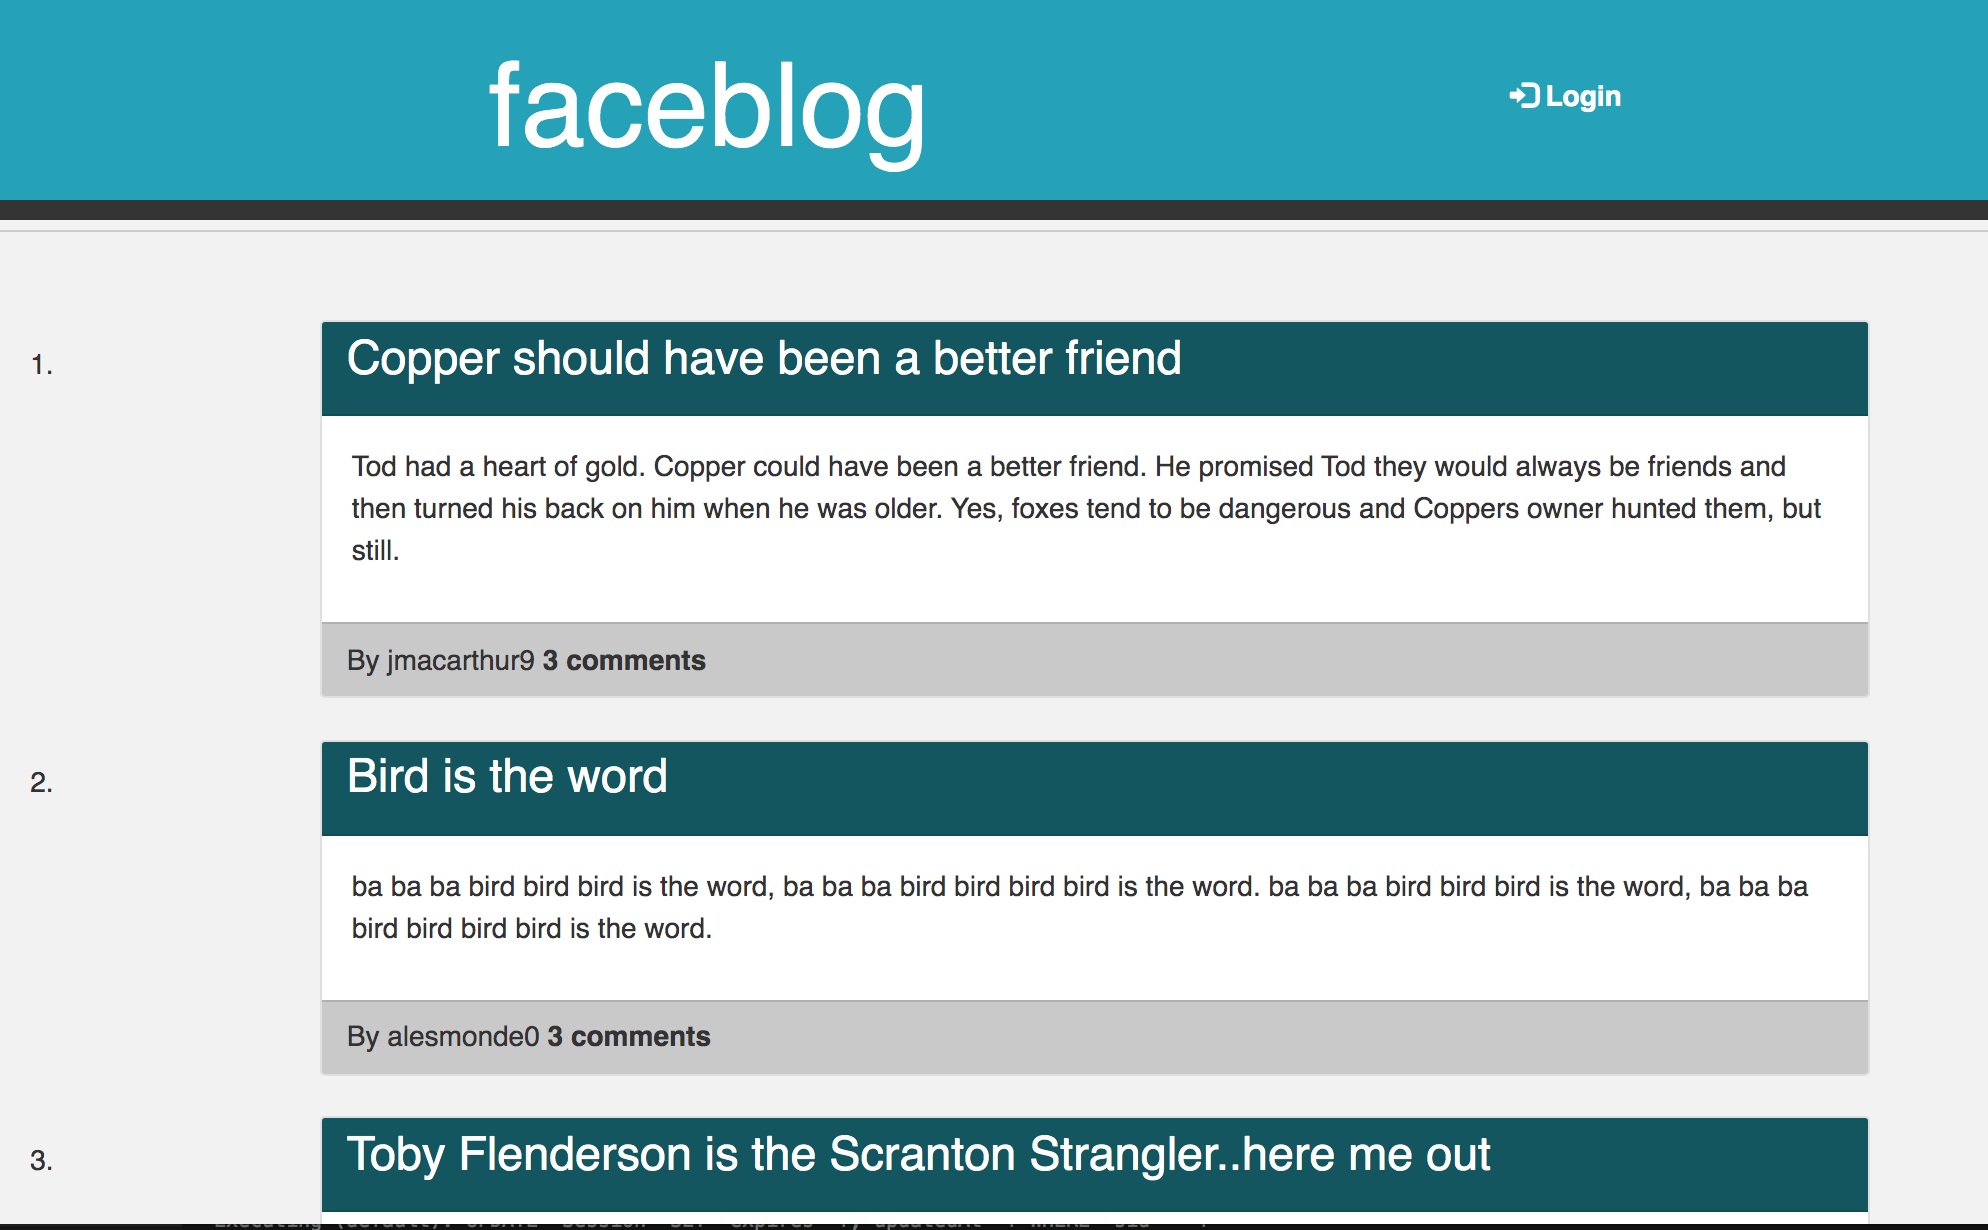 faceblog
Login
1.
Copper should have been a better friend
Tod had a heart of gold. Copper could have been a better friend. He promised Tod they would always be friends and
then turned his back on him when he was older. Yes, foxes tend to be dangerous and Coppers owner hunted them, but
still.
By jmacarthur9 3 comments
2.
Bird is the word
ba ba ba bird bird bird is the word, ba ba ba bird bird bird bird is the word. ba ba ba bird bird bird is the word, ba ba ba
bird bird bird bird is the word.
By alesmonde0 3 comments
3.
Toby Flenderson is the Scranton Strangler..here me out